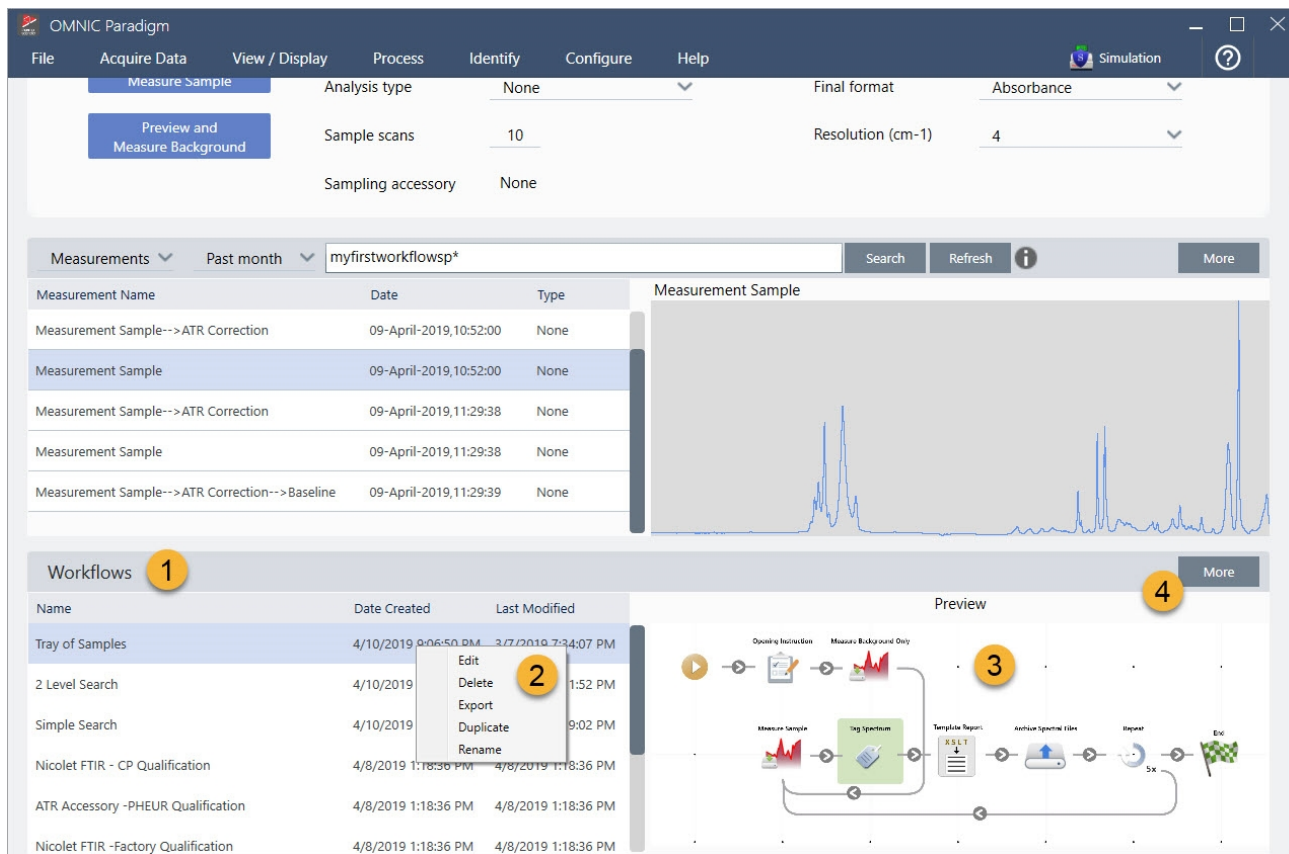 OMNIC Paradigm
File Acquire Data View / Display Process Identify Configure Help Simulation
Measure Sample Analysis type None Final format Absorbance
Preview and
Measure Background Sample scans 10 Resolution (cm-1) 4
Sampling accessory None
Measurements Past month myfirstworkflowsp* Search Refresh More
Measurement Name Date Type Measurement Sample
Measurement Sample-->ATR Correction 09-April-2019,10:52:00 None
Measurement Sample 09-April-2019,10:52:00 None
Measurement Sample-->ATR Correction 09-April-2019,11:29:38 None
Measurement Sample 09-April-2019,11:29:38 None
Measurement Sample-->ATR Correction-->Baseline 09-April-2019,11:29:39 None
Workflows 1 More
4
Name Date Created Last Modified Preview
Tray of Samples 4/10/2019 9:06:50 PM 3/7/2019 7:34:07 PM
Edit
2 Level Search 4/10/2019 Delete 2 1:52 PM
Export
Simple Search 4/10/2019 Duplicate 9:02 PM
Rename
Nicolet FTIR - CP Qualification 4/8/2019 1:18:36 PM 4/8/2019 1:18:36 PM
ATR Accessory -PHEUR Qualification 4/8/2019 1:18:36 PM 4/8/2019 1:18:36 PM
Nicolet FTIR -Factory Qualification 4/8/2019 1:18:36 PM 4/8/2019 1:18:36 PM
Opening Instruction Measure Background Only
3
Measure Sample Tag Spectrum Template Report Archive Spectral Files Repeat End
XSLT
5x